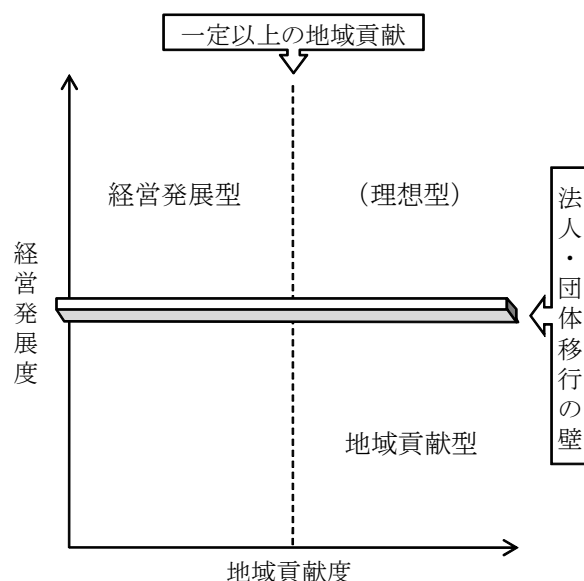 一定以上の地域貢献
経営発展型
（理想型）
経営発展度
法人・団体移行の壁
地域貢献型
地域貢献度